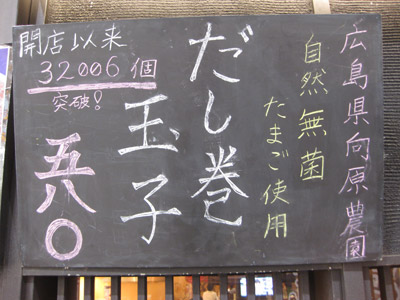 広島県向原農園
自然無菌
たまご使用
だし巻
玉子
開店以来
32006個
突破!
五八〇